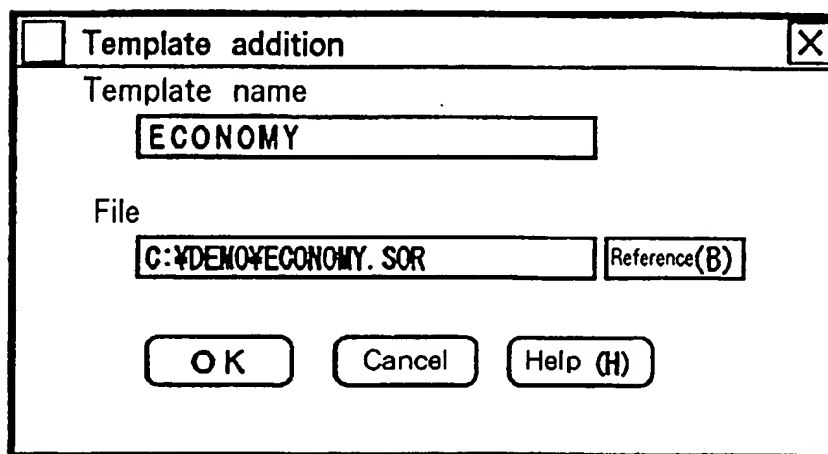 Template addition
Template name
ECONOMY
File
C:¥DEMO¥ECONOMY.SOR Reference(B)
OK Cancel Help (H)